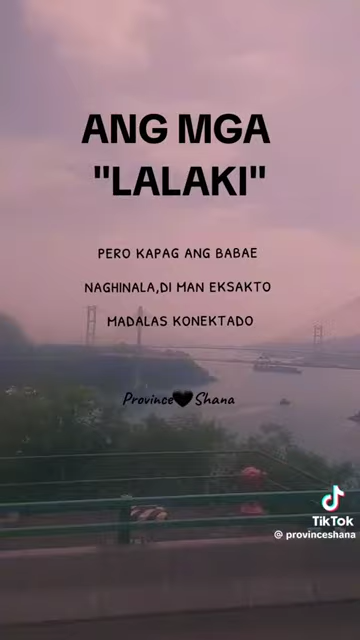 ANG MGA
"LALAKI"
PERO KAPAG ANG BABAE
NAGHINALA,DI MAN EKSAKTO
MADALAS KONEKTADO
Province🖤Shana
TikTok
@ provinceshana